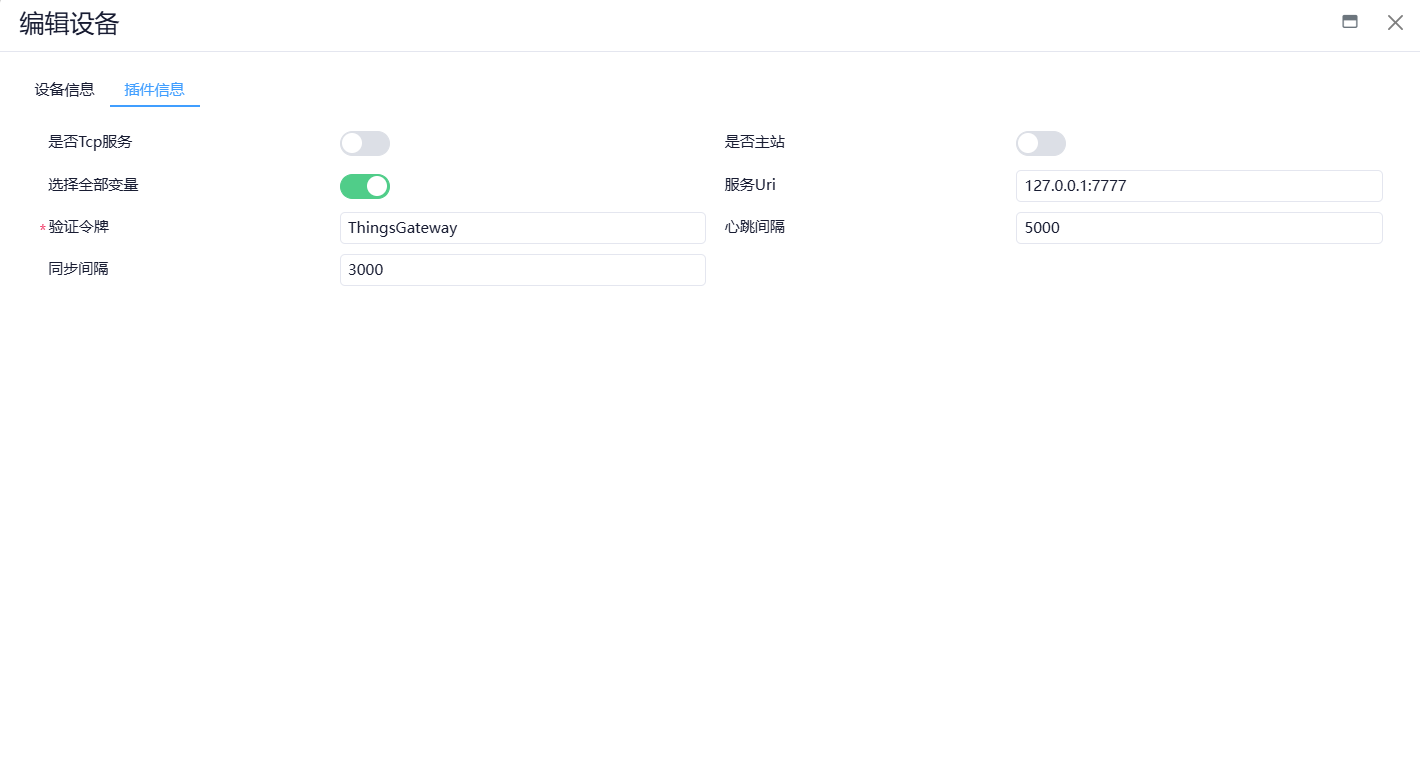 编辑设备
设备信息 插件信息
是否Tcp服务 是否主站
选择全部变量 服务Uri 127.0.0.1:7777
*验证令牌 ThingsGateway 心跳间隔 5000
同步间隔 3000